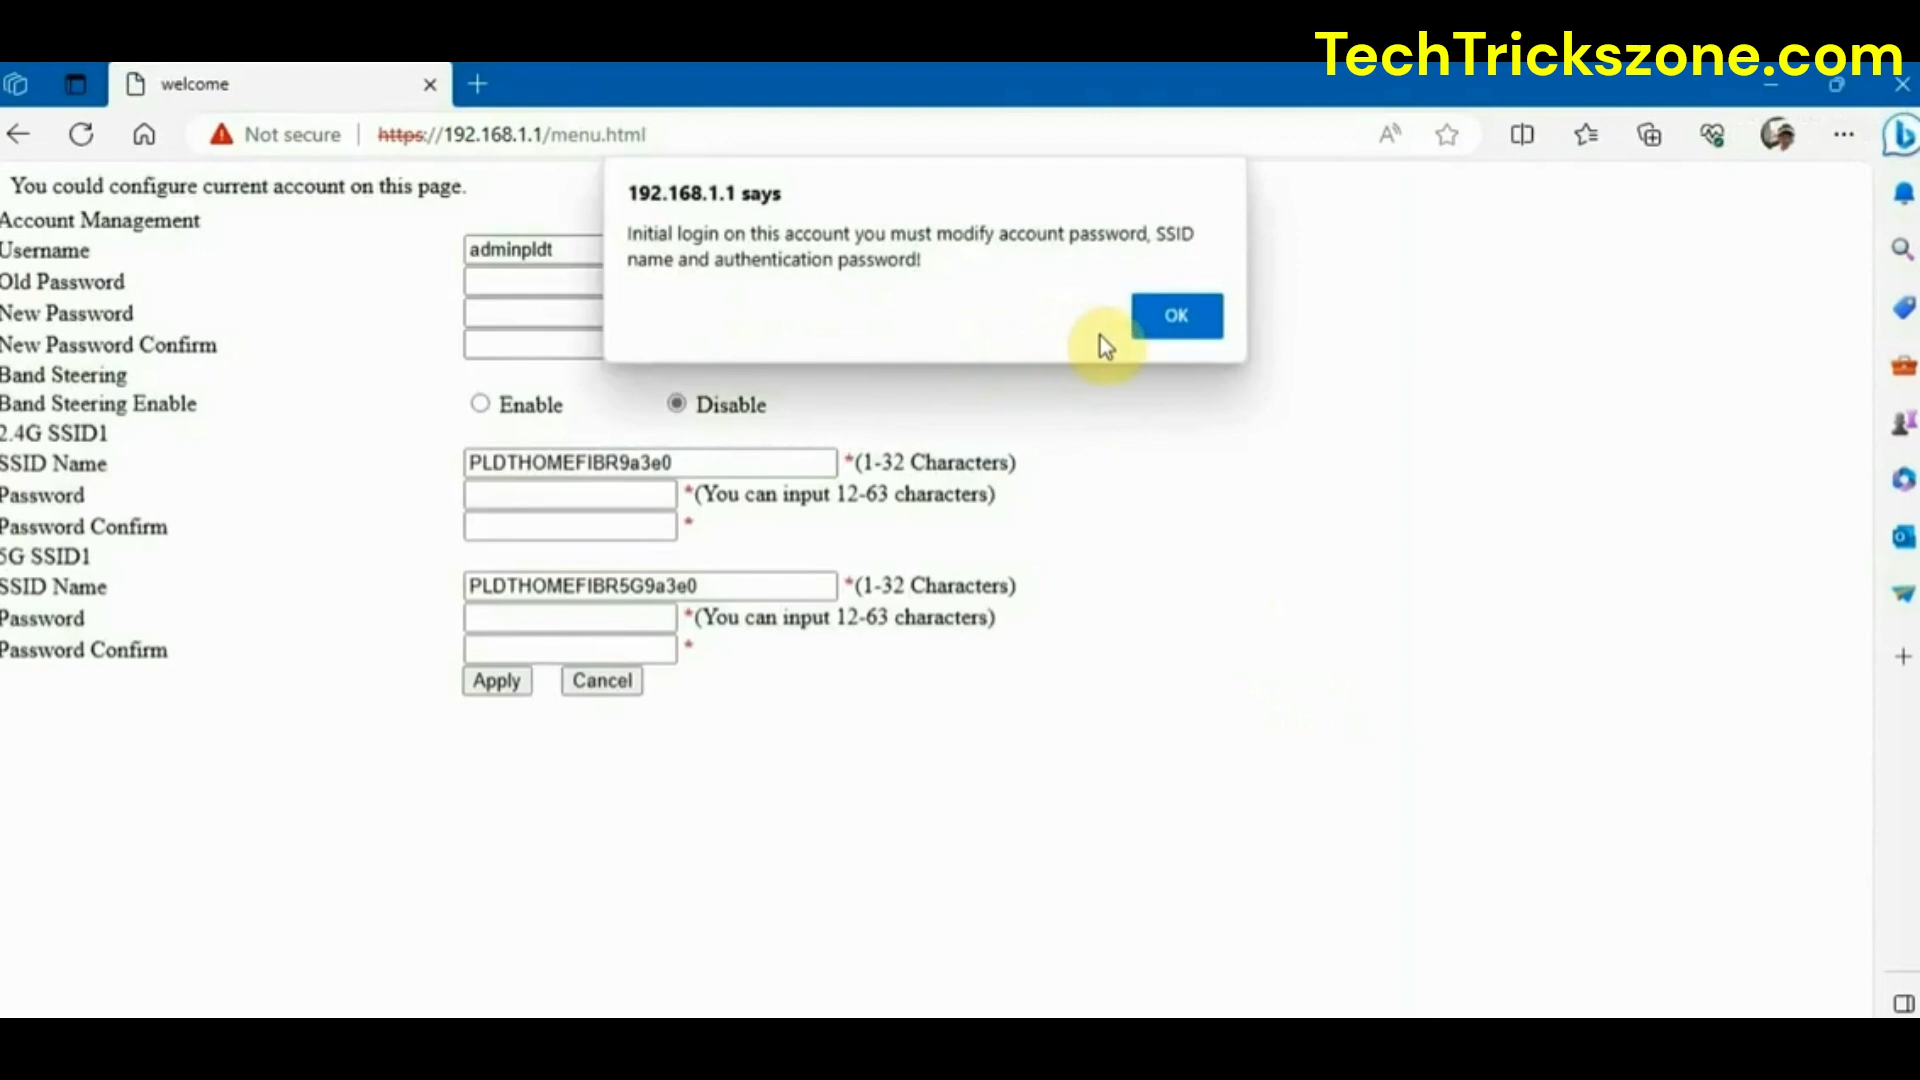 TechTrickszone.com
welcome
Not secure
https://192.168.1.1/menu.html
192.168.1.1 says
Initial login on this account you must modify account password, SSID
name and authentication password!
OK
You could configure current account on this page.
Account Management
Username adminpldt
Old Password
New Password
New Password Confirm
Band Steering
Band Steering Enable Enable Disable
2.4G SSID1
SSID Name PLDTHOMEFIBR9a3e0 *(1-32 Characters)
Password *(You can input 12-63 characters)
Password Confirm *
5G SSID1
SSID Name PLDTHOMEFIBR5G9a3e0 *(1-32 Characters)
Password *(You can input 12-63 characters)
Password Confirm *
Apply Cancel